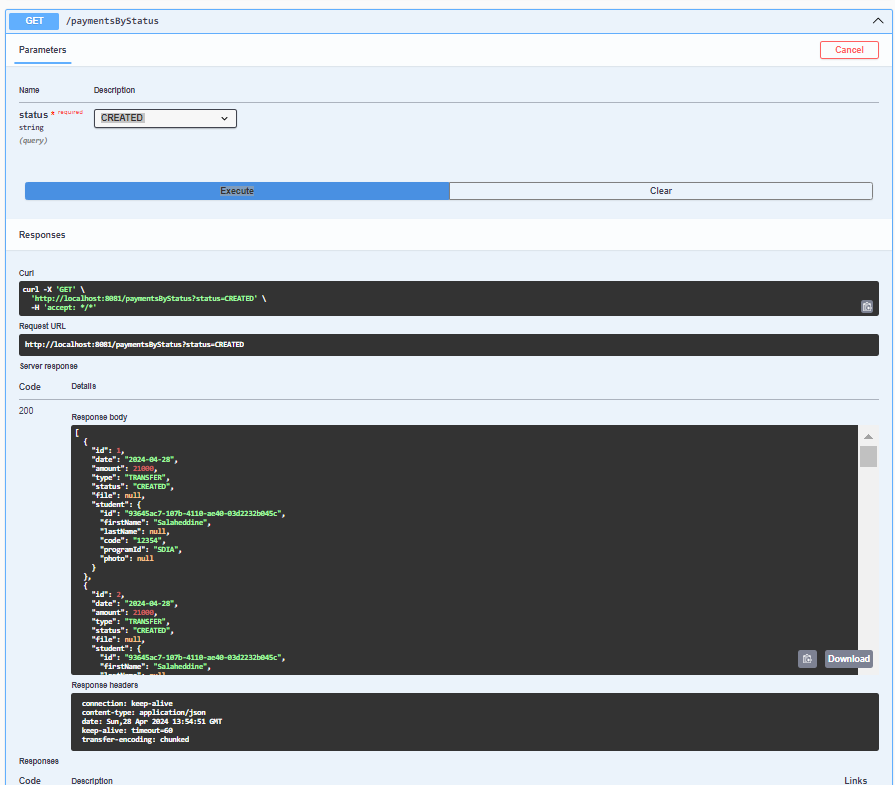 GET /paymentsByStatus
Parameters
Cancel
Name Description
status * required
string
(query)
CREATED
Execute Clear
Responses
Curl
curl -X 'GET' \
'http://localhost:8081/paymentsByStatus?status=CREATED' \
-H 'accept: */*'
Request URL
http://localhost:8081/paymentsByStatus?status=CREATED
Server response
Code Details
200
Response body
[
{
"id": 1,
"date": "2024-04-28",
"amount": 21000,
"type": "TRANSFER",
"status": "CREATED",
"file": null,
"student": {
"id": "93645ac7-107b-4110-ae40-03d2232b045c",
"firstName": "Salaheddine",
"lastName": null,
"code": "12354",
"programId": "SDIA",
"photo": null
}
},
{
"id": 2,
"date": "2024-04-28",
"amount": 21000,
"type": "TRANSFER",
"status": "CREATED",
"file": null,
"student": {
"id": "93645ac7-107b-4110-ae40-03d2232b045c",
"firstName": "Salaheddine",
Download
Response headers
connection: keep-alive
content-type: application/json
date: Sun,28 Apr 2024 13:54:51 GMT
keep-alive: timeout=60
transfer-encoding: chunked
Responses
Code Description Links